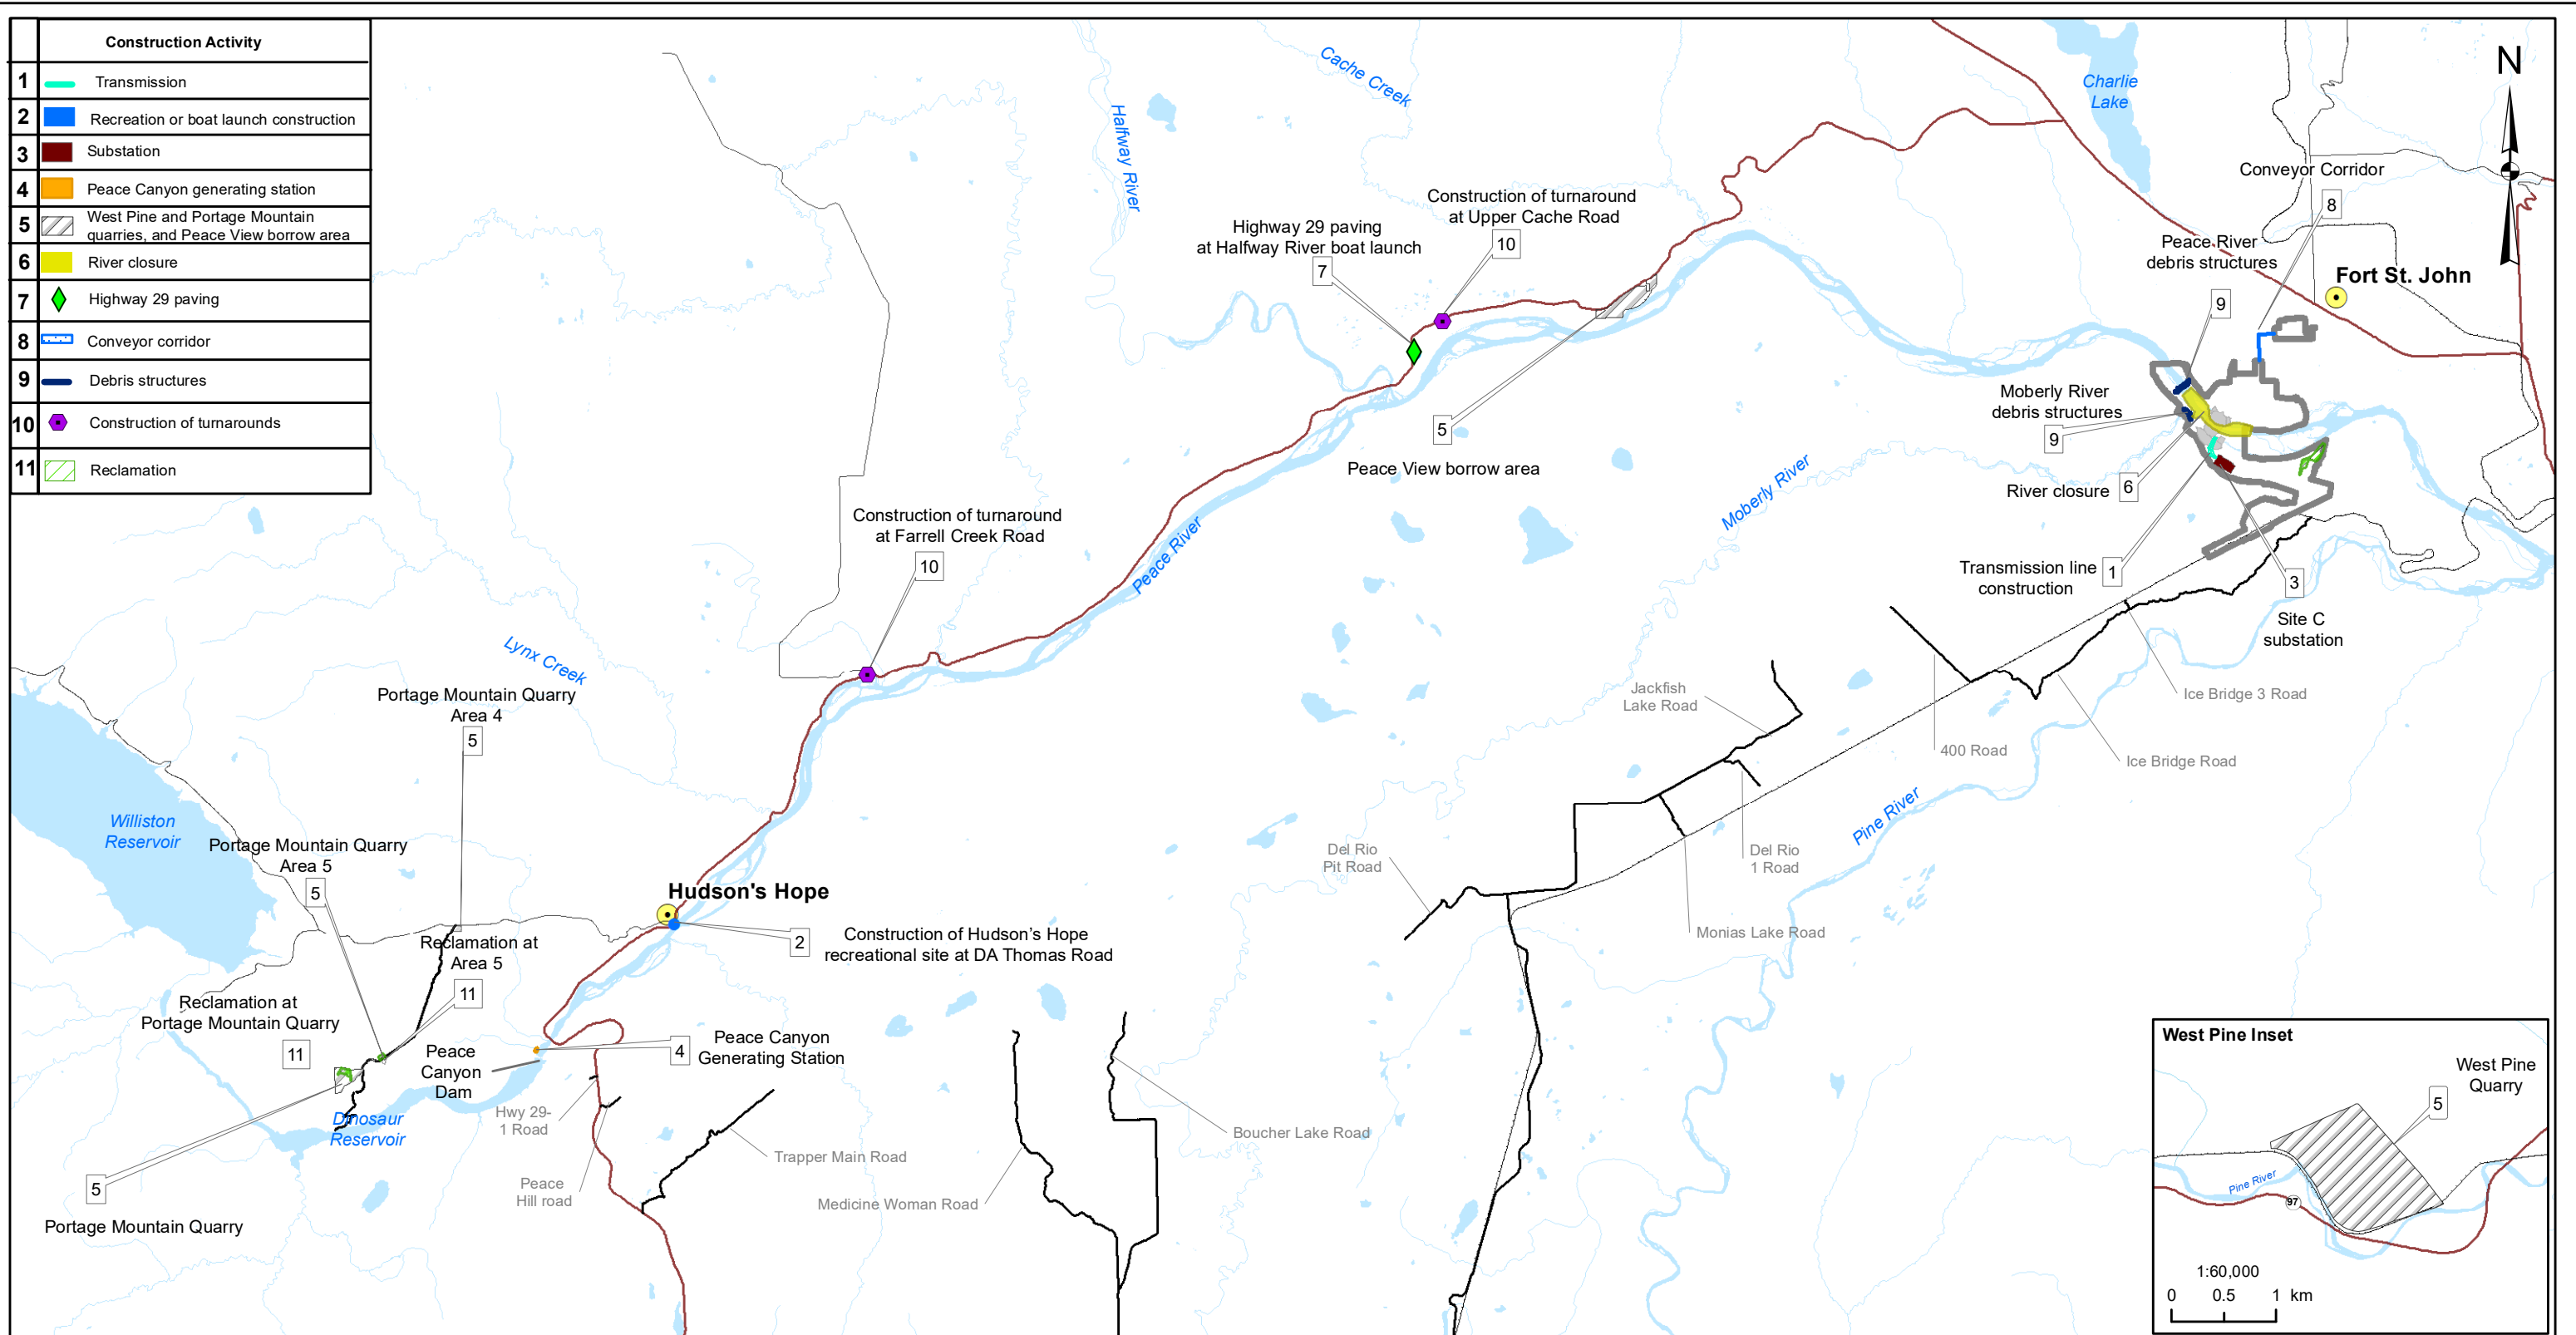 Construction Activity
1 Transmission
2 Recreation or boat launch construction
3 Substation
4 Peace Canyon generating station
5 West Pine and Portage Mountain
quarries, and Peace View borrow area
6 River closure
7 Highway 29 paving
8 Conveyor corridor
9 Debris structures
10 Construction of turnarounds
11 Reclamation
Cache Creek
Halfway River
Charlie
Lake
N
Conveyor Corridor
8
Construction of turnaround
at Upper Cache Road
10
Highway 29 paving
at Halfway River boat launch
7
Peace River
debris structures
9
Fort St. John
Moberly River
debris structures
9
5
Peace View borrow area
River closure 6
Moberly River
Transmission line
construction
1
3
Site C
substation
Construction of turnaround
at Farrell Creek Road
10
Peace River
Lynx Creek
Portage Mountain Quarry
Area 4
5
Jackfish
Lake Road
Ice Bridge 3 Road
400 Road
Ice Bridge Road
Williston
Reservoir
Portage Mountain Quarry
Area 5
5
Pine River
Del Rio
Pit Road
Del Rio
1 Road
Monias Lake Road
Hudson's Hope
2
Construction of Hudson’s Hope
recreational site at DA Thomas Road
Reclamation at
Area 5
11
Reclamation at
Portage Mountain Quarry
11
Peace
Canyon
Dam
4
Peace Canyon
Generating Station
Dinosaur
Reservoir
Hwy 29-
1 Road
Peace
Hill road
Trapper Main Road
Medicine Woman Road
Boucher Lake Road
5
Portage Mountain Quarry
West Pine Inset
West Pine
Quarry
5
Pine River
97
1:60,000
0 0.5 1 km